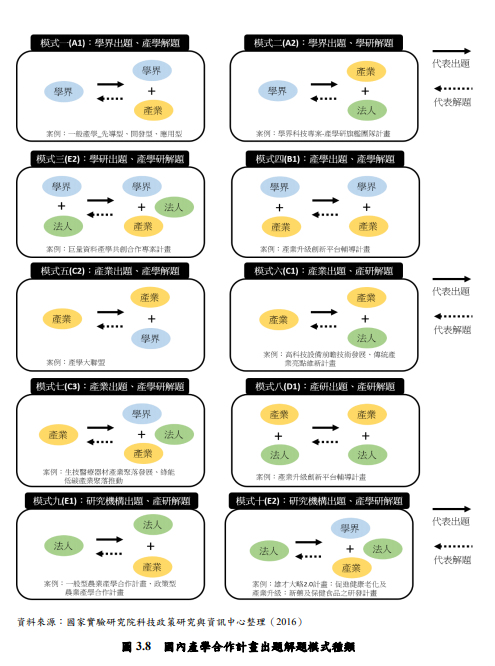 模式一(A1):學界出題、產學解題
學界
學界
+
產業
案例:一般產學_先導型、開發型、應用型
模式二(A2):學界出題、學研解題
學界
產業
+
法人
案例:學界科技專案-產學研旗艦團隊計畫
代表出題
代表解題
模式三(E2):學研出題、產學研解題
學界
+
法人
學界
+
法人
產業
案例:巨量資料產學共創合作專案計畫
模式四(B1):產學出題、產學解題
學界
+
產業
學界
+
產業
案例:產業升級創新平台輔導計畫
模式五(C2):產業出題、產學解題
產業
產業
+
學界
案例:產學大聯盟
模式六(C1):產業出題、產研解題
產業
產業
+
法人
案例:高科技設備前瞻技術發展、傳統產
業亮點維新計畫
代表出題
代表解題
模式七(C3):產業出題、產學研解題
產業
學界
+
法人
產業
案例:生技醫療器材產業聚落發展、綠能
低碳產業聚落推動
模式八(D1):產研出題、產研解題
產業
+
法人
產業
+
法人
案例:產業升級創新平台輔導計畫
模式九(E1):研究機構出題、產研解題
法人
法人
+
產業
案例:一般型農業產學合作計畫、政策型
農業產學合作計畫
模式十(E2):研究機構出題、產學研解題
法人
學界
+
法人
產業
案例:雄才大略2.0計畫:促進健康老化及
產業升級:新藥及保健食品之研發計畫
代表出題
代表解題
資料來源:國家實驗研究院科技政策研究與資訊中心整理(2016)
圖 3.8 國內產學合作計畫出題解題模式種類